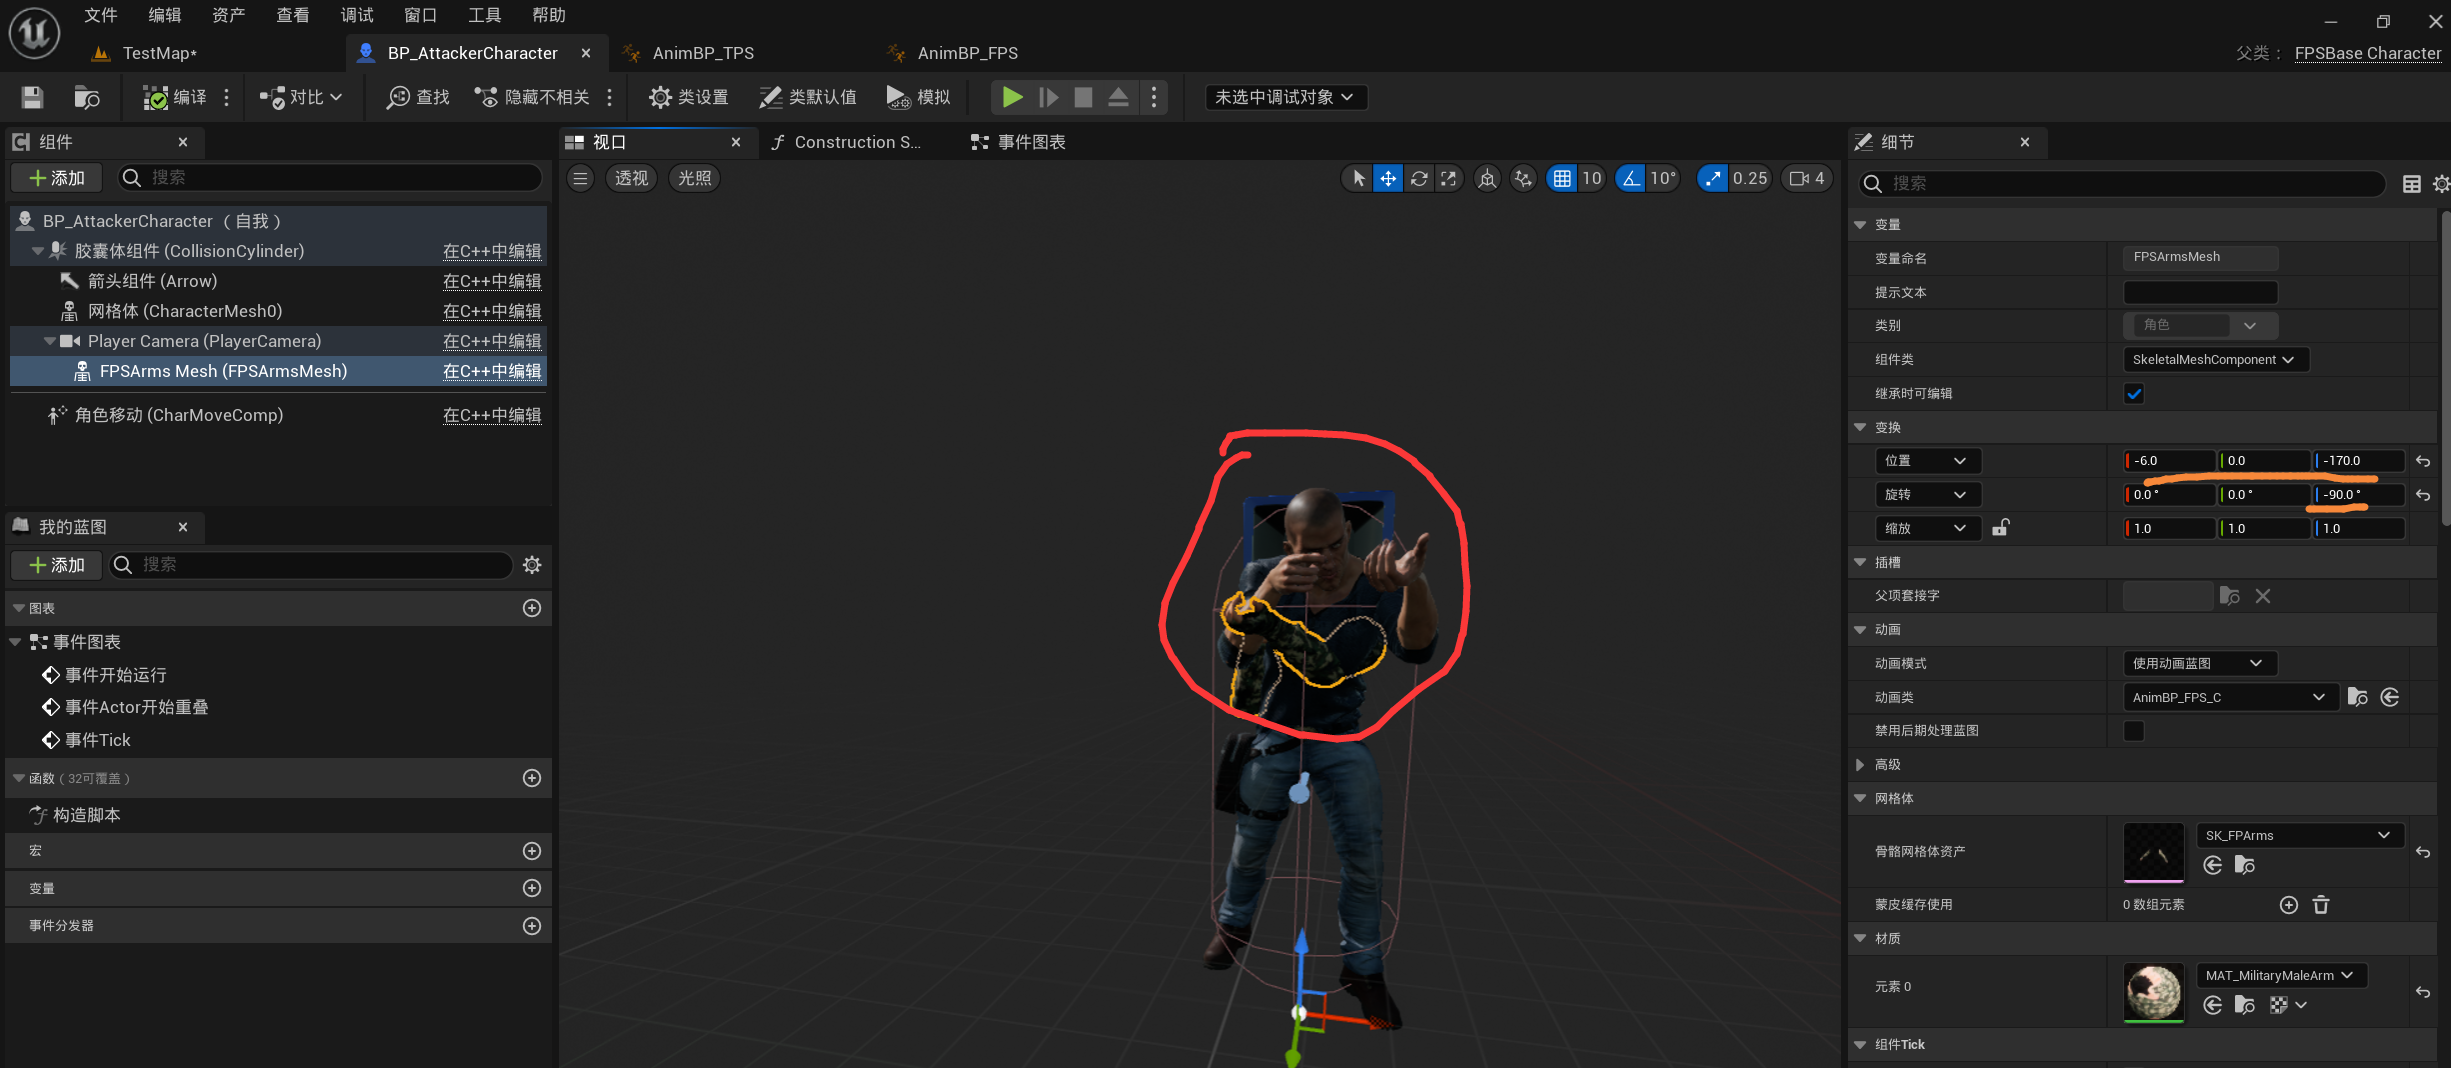 文件 编辑 资产 查看 调试 窗口 工具 帮助
TestMap* BP_AttackerCharacter AnimBP_TPS AnimBP_FPS
父类： FPSBase Character
编译 对比 查找 隐藏不相关 类设置 类默认值 模拟 未选中调试对象
组件
添加 搜索
BP_AttackerCharacter （自我）
胶囊体组件 (CollisionCylinder) 在C++中编辑
箭头组件 (Arrow) 在C++中编辑
网格体 (CharacterMesh0) 在C++中编辑
Player Camera (PlayerCamera) 在C++中编辑
FPSArms Mesh (FPSArmsMesh) 在C++中编辑
角色移动 (CharMoveComp) 在C++中编辑
我的蓝图
添加 搜索
图表
事件图表
事件开始运行
事件Actor开始重叠
事件Tick
函数（32可覆盖）
构造脚本
宏
变量
事件分发器
视口 Construction S... 事件图表
透视 光照 10 10° 0.25 4
细节
搜索
变量
变量命名 FPSArmsMesh
提示文本
类别 角色
组件类 SkeletalMeshComponent
继承时可编辑
变换
位置 -6.0 0.0 -170.0
旋转 0.0 ° 0.0 ° -90.0 °
缩放 1.0 1.0 1.0
插槽
父项套接字
动画
动画模式 使用动画蓝图
动画类 AnimBP_FPS_C
禁用后期处理蓝图
高级
网格体
骨骼网格体资产 SK_FPArms
蒙皮缓存使用 0 数组元素
材质
元素 0 MAT_MilitaryMaleArm
组件Tick